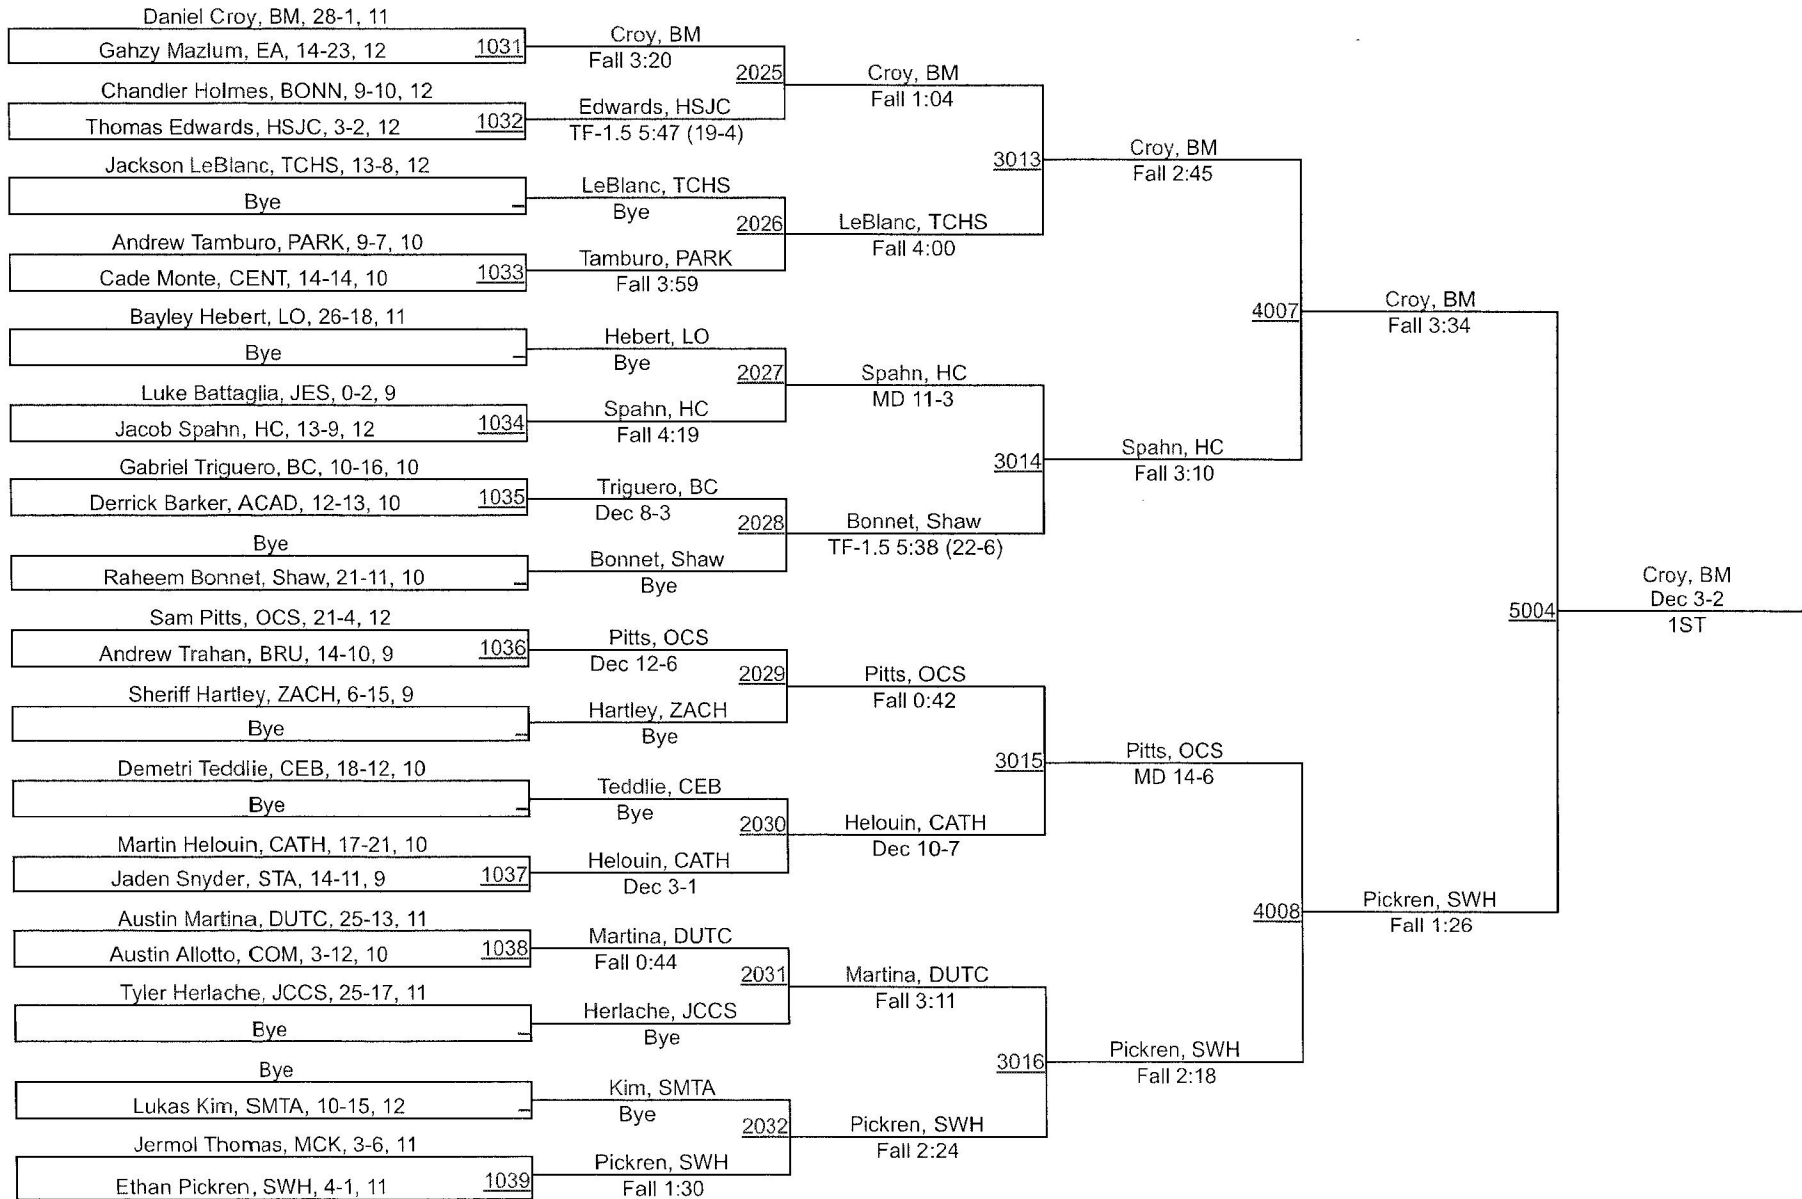 Daniel Croy, BM, 28-1, 11
Gahzy Mazlum, EA, 14-23, 12
1031
Chandler Holmes, BONN, 9-10, 12
Thomas Edwards, HSJC, 3-2, 12
1032
Jackson LeBlanc, TCHS, 13-8, 12
Bye
Andrew Tamburo, PARK, 9-7, 10
Cade Monte, CENT, 14-14, 10
1033
Bayley Hebert, LO, 26-18, 11
Bye
Luke Battaglia, JES, 0-2, 9
Jacob Spahn, HC, 13-9, 12
1034
Gabriel Triguero, BC, 10-16, 10
Derrick Barker, ACAD, 12-13, 10
1035
Bye
Raheem Bonnet, Shaw, 21-11, 10
Sam Pitts, OCS, 21-4, 12
Andrew Trahan, BRU, 14-10, 9
1036
Sheriff Hartley, ZACH, 6-15, 9
Bye
Demetri Teddlie, CEB, 18-12, 10
Bye
Martin Helouin, CATH, 17-21, 10
Jaden Snyder, STA, 14-11, 9
1037
Austin Martina, DUTC, 25-13, 11
Austin Allotto, COM, 3-12, 10
1038
Tyler Herlache, JCCS, 25-17, 11
Bye
Bye
Lukas Kim, SMTA, 10-15, 12
Jermol Thomas, MCK, 3-6, 11
Ethan Pickren, SWH, 4-1, 11
1039
Croy, BM
Fall 3:20
2025
Edwards, HSJC
TF-1.5 5:47 (19-4)
LeBlanc, TCHS
Bye
2026
Tamburo, PARK
Fall 3:59
Hebert, LO
Bye
2027
Spahn, HC
Fall 4:19
Triguero, BC
Dec 8-3
2028
Bonnet, Shaw
Bye
Pitts, OCS
Dec 12-6
2029
Hartley, ZACH
Bye
Teddlie, CEB
Bye
2030
Helouin, CATH
Dec 3-1
Martina, DUTC
Fall 0:44
2031
Herlache, JCCS
Bye
Kim, SMTA
Bye
2032
Pickren, SWH
Fall 1:30
Croy, BM
Fall 1:04
3013
LeBlanc, TCHS
Fall 4:00
Spahn, HC
MD 11-3
3014
Bonnet, Shaw
TF-1.5 5:38 (22-6)
Pitts, OCS
Fall 0:42
3015
Helouin, CATH
Dec 10-7
Martina, DUTC
Fall 3:11
3016
Pickren, SWH
Fall 2:24
Croy, BM
Fall 2:45
4007
Spahn, HC
Fall 3:10
Pitts, OCS
MD 14-6
4008
Pickren, SWH
Fall 2:18
Croy, BM
Fall 3:34
5004
Pickren, SWH
Fall 1:26
Croy, BM
Dec 3-2
1ST